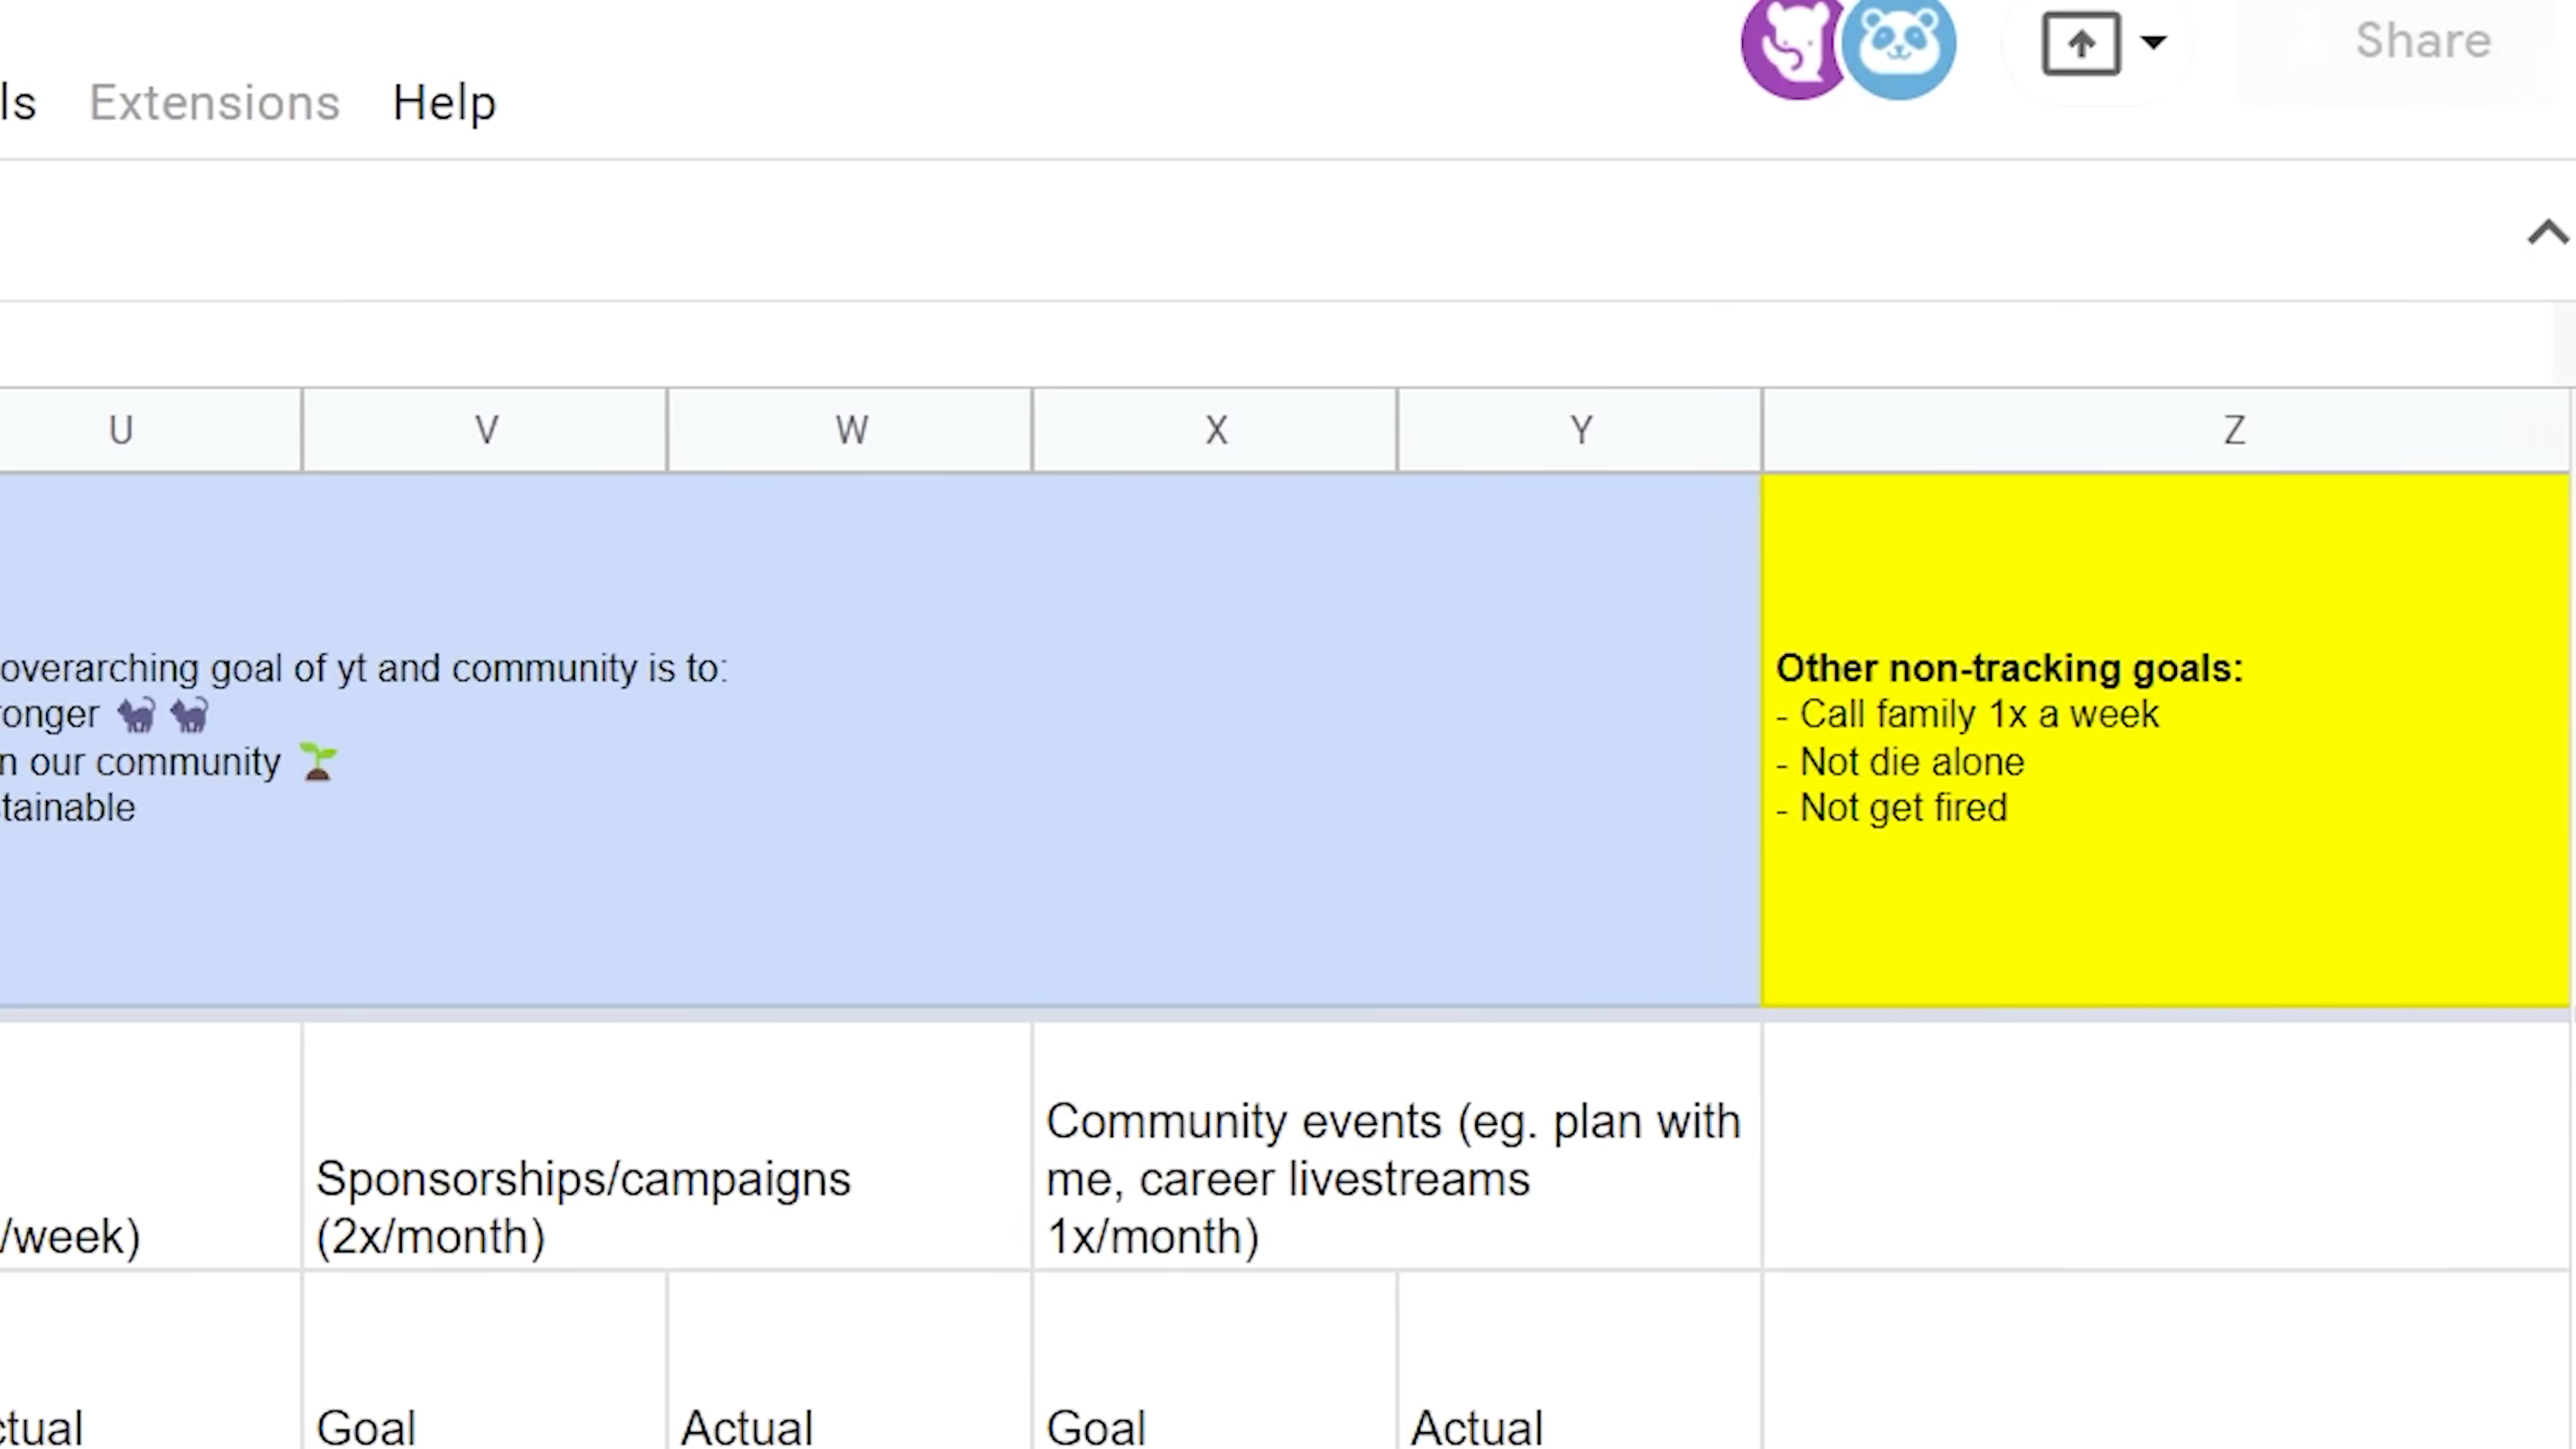 Share
ls Extensions Help
U V W X Y Z
overarching goal of yt and community is to:
ronger 🐈‍⬛ 🐈‍⬛
n our community 🌱
stainable
Other non-tracking goals:
- Call family 1x a week
- Not die alone
- Not get fired
/week)
Sponsorships/campaigns
(2x/month)
Community events (eg. plan with
me, career livestreams
1x/month)
ctual Goal Actual Goal Actual